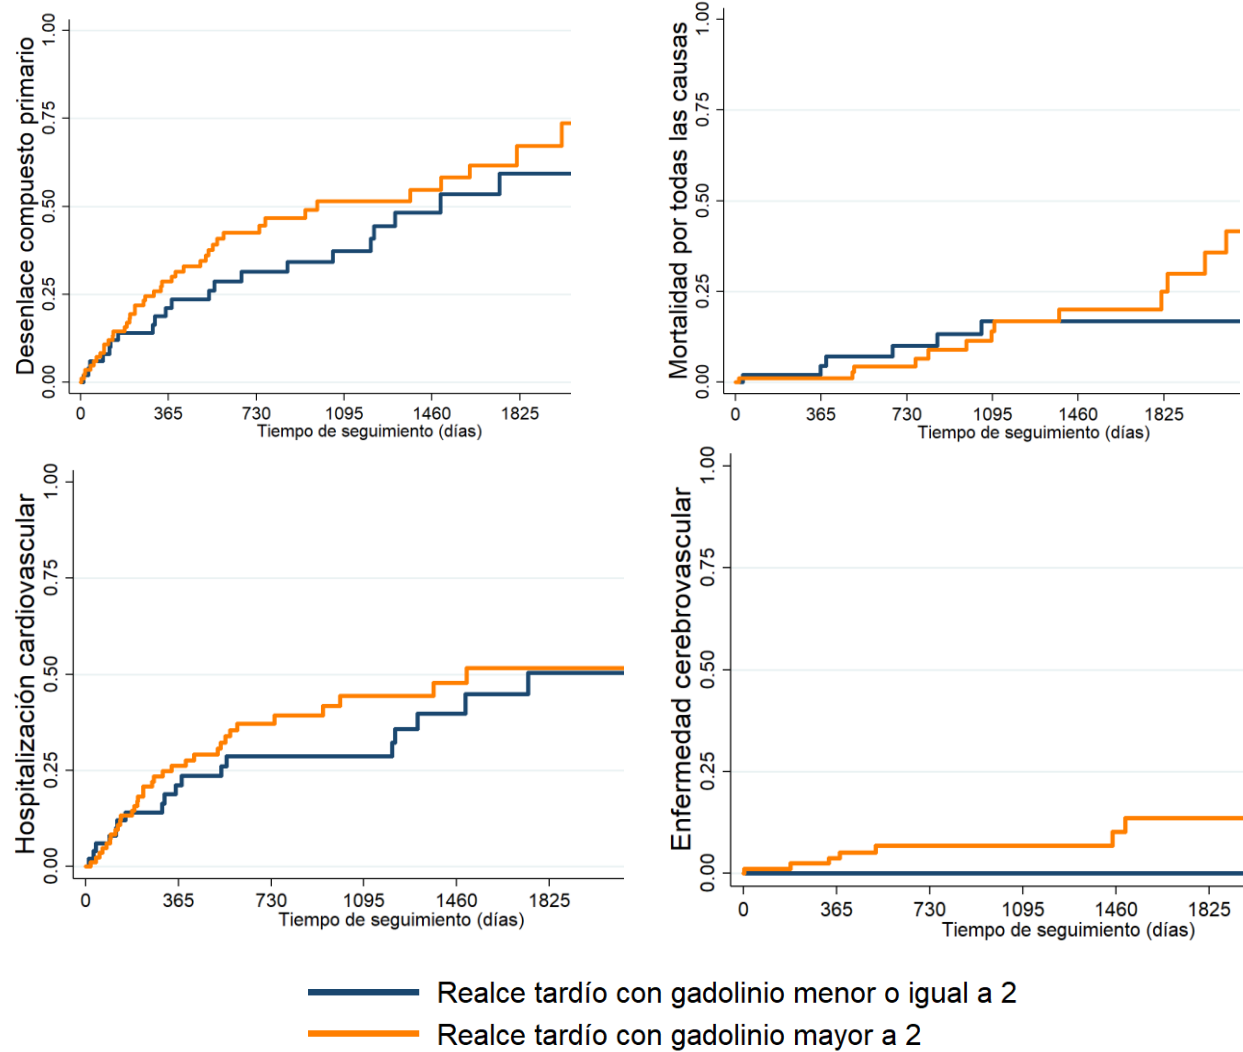 Desenlace compuesto primario
1.00
0.75
0.50
0.25
0.00
0 365 730 1095 1460 1825
Tiempo de seguimiento (días)
Mortalidad por todas las causas
1.00
0.75
0.50
0.25
0.00
0 365 730 1095 1460 1825
Tiempo de seguimiento (días)
Hospitalización cardiovascular
1.00
0.75
0.50
0.25
0.00
0 365 730 1095 1460 1825
Tiempo de seguimiento (días)
Enfermedad cerebrovascular
1.00
0.75
0.50
0.25
0.00
0 365 730 1095 1460 1825
Tiempo de seguimiento (días)
Realce tardío con gadolinio menor o igual a 2
Realce tardío con gadolinio mayor a 2